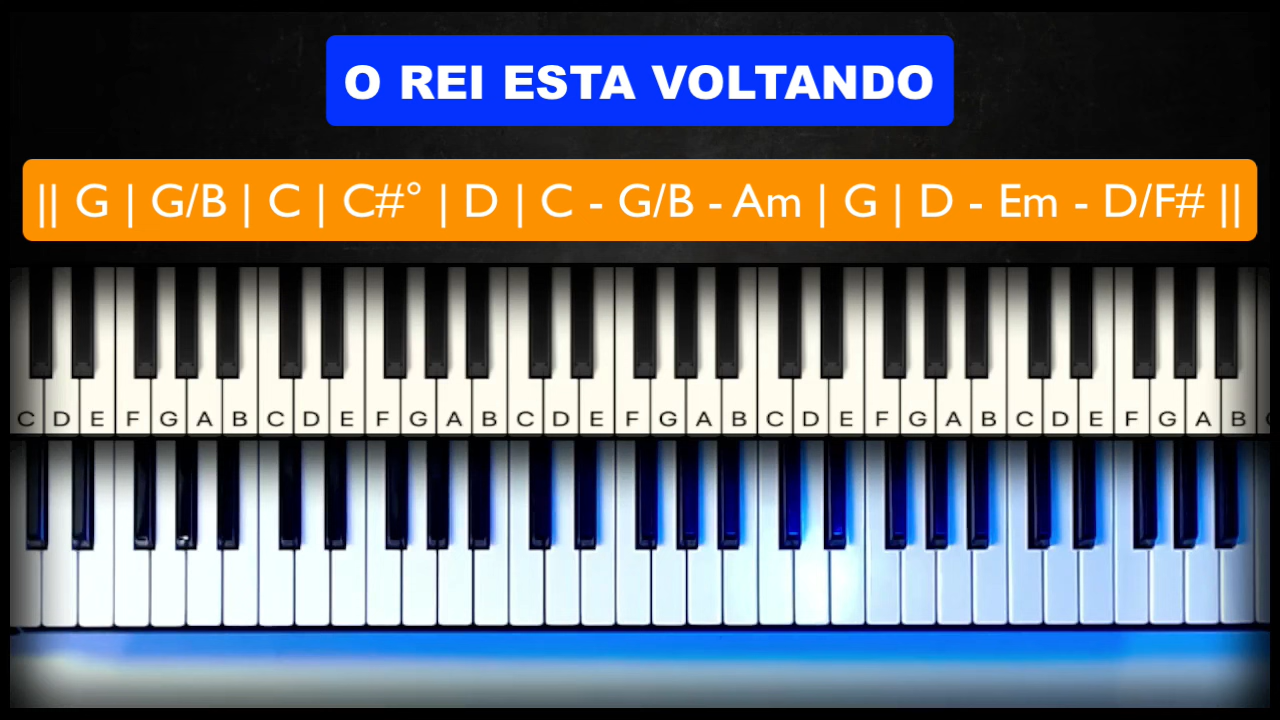 O REI ESTA VOLTANDO
|| G | G/B | C | C#° | D | C - G/B - Am | G | D - Em - D/F# ||
C D E F G A B C D E F G A B C D E F G A B C D E F G A B C D E F G A B